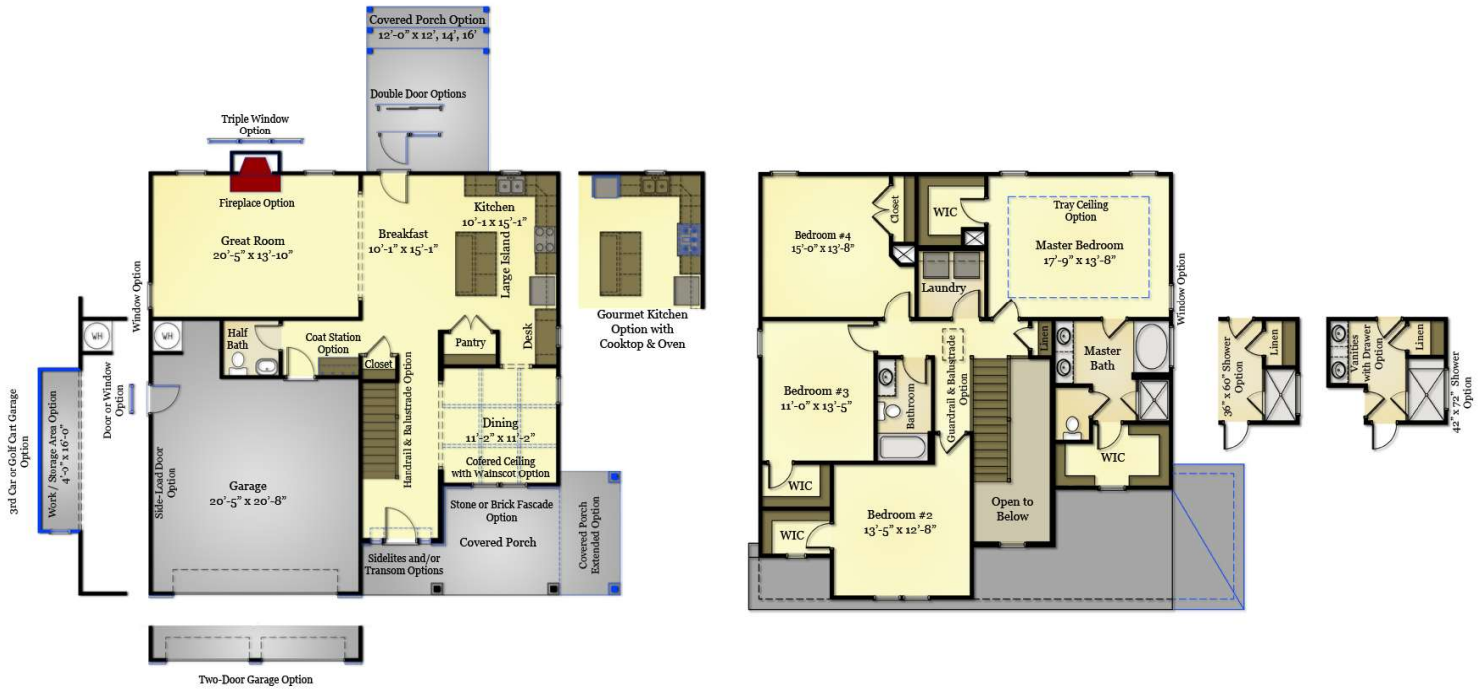 Covered Porch Option
12'-0" x 12', 14', 16'
Double Door Options
Triple Window
Option
Fireplace Option
Great Room
20'-5" x 13'-10"
Breakfast
10'-1" x 15'-1"
Kitchen
10'-1 x 15'-1"
Large Island
Gourmet Kitchen
Option with
Cooktop & Oven
Window Option
WH
WH
Half
Bath
Coat Station
Option
Closet
Pantry
Desk
Handrail & Balustrade Option
Dining
11'-2" x 11'-2"
Cofered Ceiling
with Wainscot Option
3rd Car or Golf Cart Garage
Option
Work / Storage Area Option
4'-0" x 16'-0"
Door or Window
Option
Side-Load Door
Option
Garage
20'-5" x 20'-8"
Stone or Brick Fascade
Option
Covered Porch
Sidelites and/or
Transom Options
Covered Porch
Extended Option
Two-Door Garage Option
Bedroom #4
15'-0" x 13'-8"
Closet
WIC
Tray Ceiling
Option
Master Bedroom
17'-9" x 13'-8"
Window Option
Laundry
Linen
Master
Bath
Bedroom #3
11'-0" x 13'-5"
Bathroom
Guardrail & Balustrade
Option
WIC
WIC
WIC
Bedroom #2
13'-5" x 12'-8"
Open to
Below
Linen
36" x 60" Shower
Option
Vanities
with Drawer
Option
Linen
42" x 72" Shower
Option